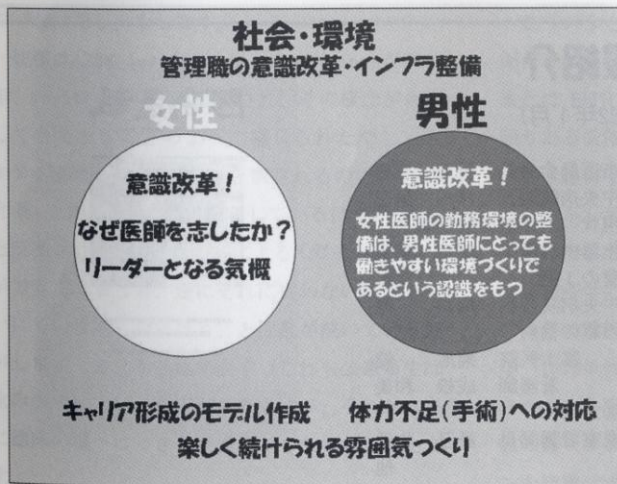 社会・環境
管理職の意識改革・インフラ整備
女性
男性
意識改革！
なぜ医師を志したか？
リーダーとなる気概
意識改革！
女性医師の勤務環境の整
備は、男性医師にとっても
働きやすい環境づくりで
あるという認識をもつ
キャリア形成のモデル作成 体力不足(手術)への対応
楽しく続けられる雰囲気つくり